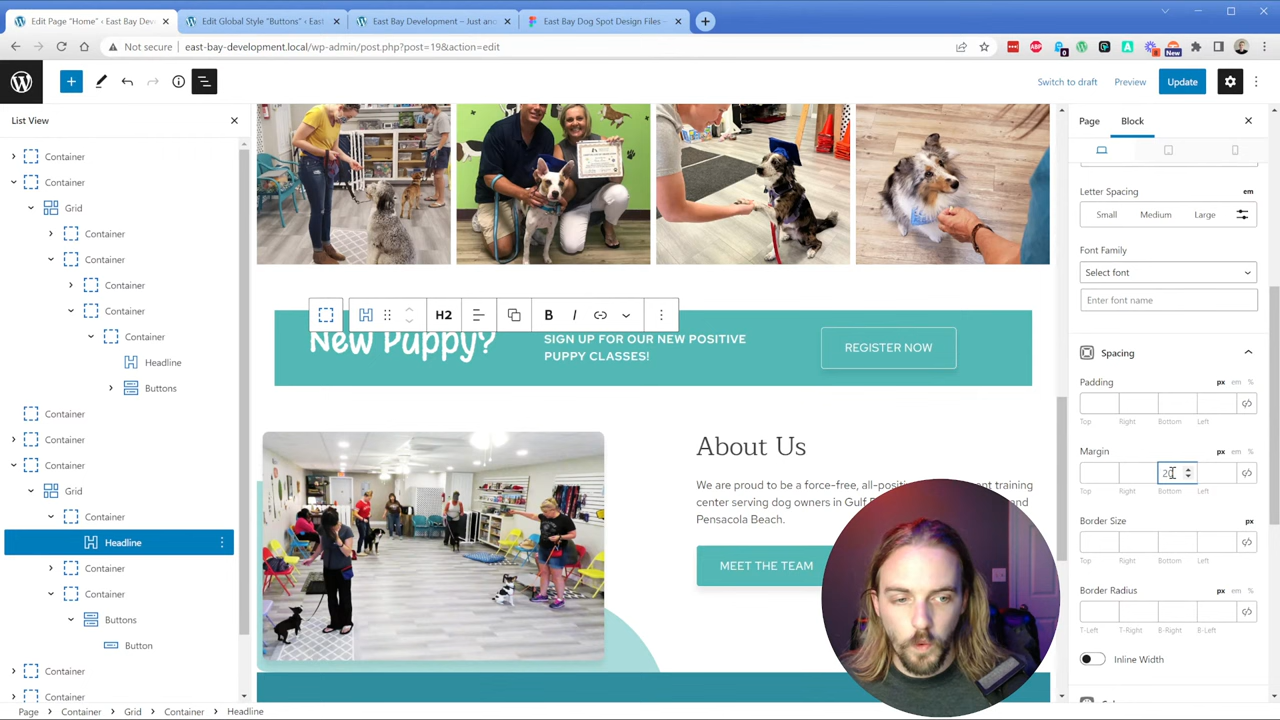 Edit Page “Home” ‹ East Bay Dev
Edit Global Style “Buttons” ‹ East
East Bay Development – Just and
East Bay Dog Spot Design Files –
Not secure
east-bay-development.local/wp-admin/post.php?post=19&action=edit
ABP
0
New
Switch to draft
Preview
Update
List View
Page
Block
Container
Container
Grid
Container
Container
Container
Container
Container
Headline
Buttons
Container
Container
Container
Grid
Container
Headline
Container
Container
Buttons
Button
Container
Container
H2
B
I
New Puppy?
SIGN UP FOR OUR NEW POSITIVE
PUPPY CLASSES!
REGISTER NOW
About Us
We are proud to be a force-free, all-positive training
center serving dog owners in Gulf and
Pensacola Beach.
MEET THE TEAM
Letter Spacing
em
Small
Medium
Large
Font Family
Select font
Enter font name
Spacing
Padding
px em %
Top Right Bottom Left
Margin
px em %
20
Top Right Bottom Left
Border Size
px
Top Right Bottom Left
Border Radius
px em %
T-Left T-Right B-Right B-Left
Inline Width
Page
Container
Grid
Container
Headline